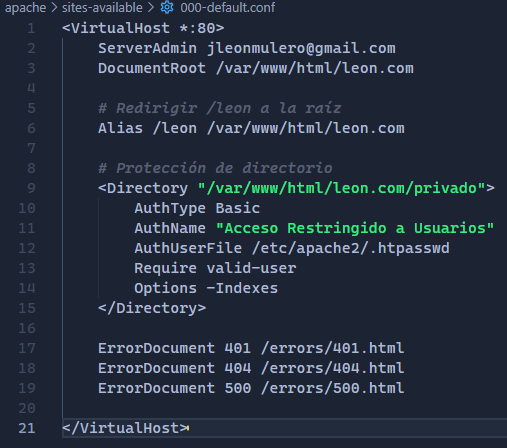 apache > sites-available > 000-default.conf
1 <VirtualHost *:80>
2 ServerAdmin jleonmulero@gmail.com
3 DocumentRoot /var/www/html/leon.com
4
5 # Redirigir /leon a la raíz
6 Alias /leon /var/www/html/leon.com
7
8 # Protección de directorio
9 <Directory "/var/www/html/leon.com/privado">
10 AuthType Basic
11 AuthName "Acceso Restringido a Usuarios"
12 AuthUserFile /etc/apache2/.htpasswd
13 Require valid-user
14 Options -Indexes
15 </Directory>
16
17 ErrorDocument 401 /errors/401.html
18 ErrorDocument 404 /errors/404.html
19 ErrorDocument 500 /errors/500.html
20
21 </VirtualHost>